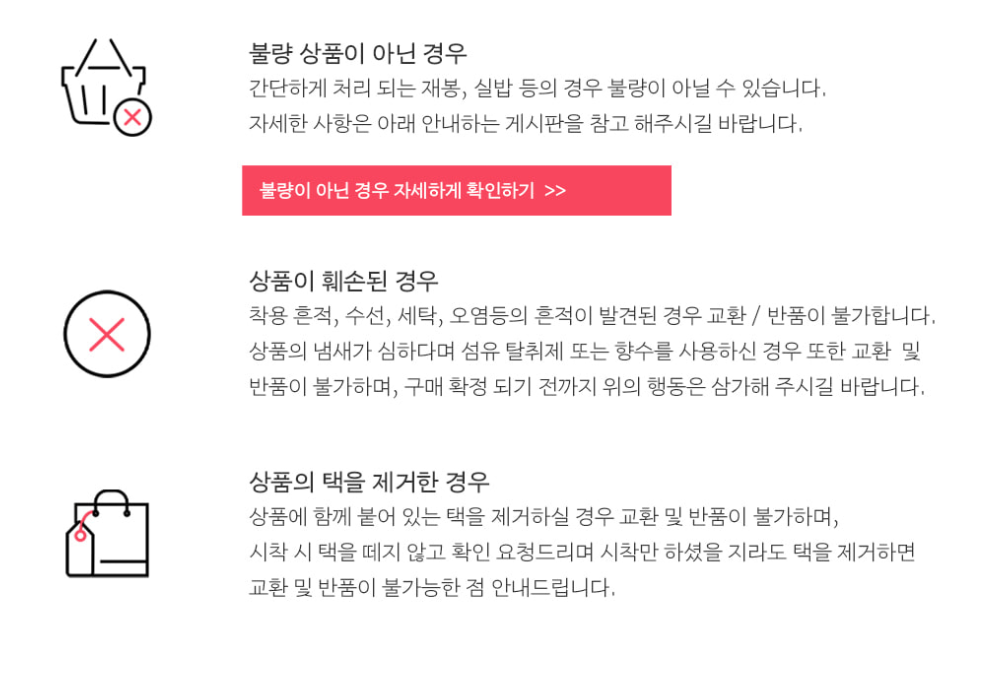 불량 상품이 아닌 경우
간단하게 처리 되는 재봉, 실밥 등의 경우 불량이 아닐 수 있습니다.
자세한 사항은 아래 안내하는 게시판을 참고 해주시길 바랍니다.
불량이 아닌 경우 자세하게 확인하기 >>
상품이 훼손된 경우
착용 흔적, 수선, 세탁, 오염등의 흔적이 발견된 경우 교환 / 반품이 불가합니다.
상품의 냄새가 심하다며 섬유 탈취제 또는 향수를 사용하신 경우 또한 교환 및
반품이 불가하며, 구매 확정 되기 전까지 위의 행동은 삼가해 주시길 바랍니다.
상품의 택을 제거한 경우
상품에 함께 붙어 있는 택을 제거하실 경우 교환 및 반품이 불가하며,
시착 시 택을 떼지 않고 확인 요청드리며 시착만 하셨을 지라도 택을 제거하면
교환 및 반품이 불가능한 점 안내드립니다.